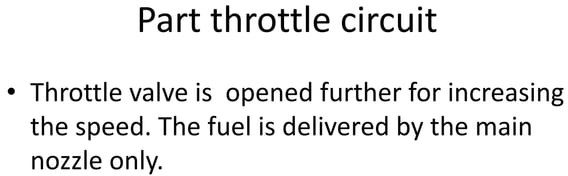 Part throttle circuit
• Throttle valve is  opened further for increasing
the speed. The fuel is delivered by the main
nozzle only.